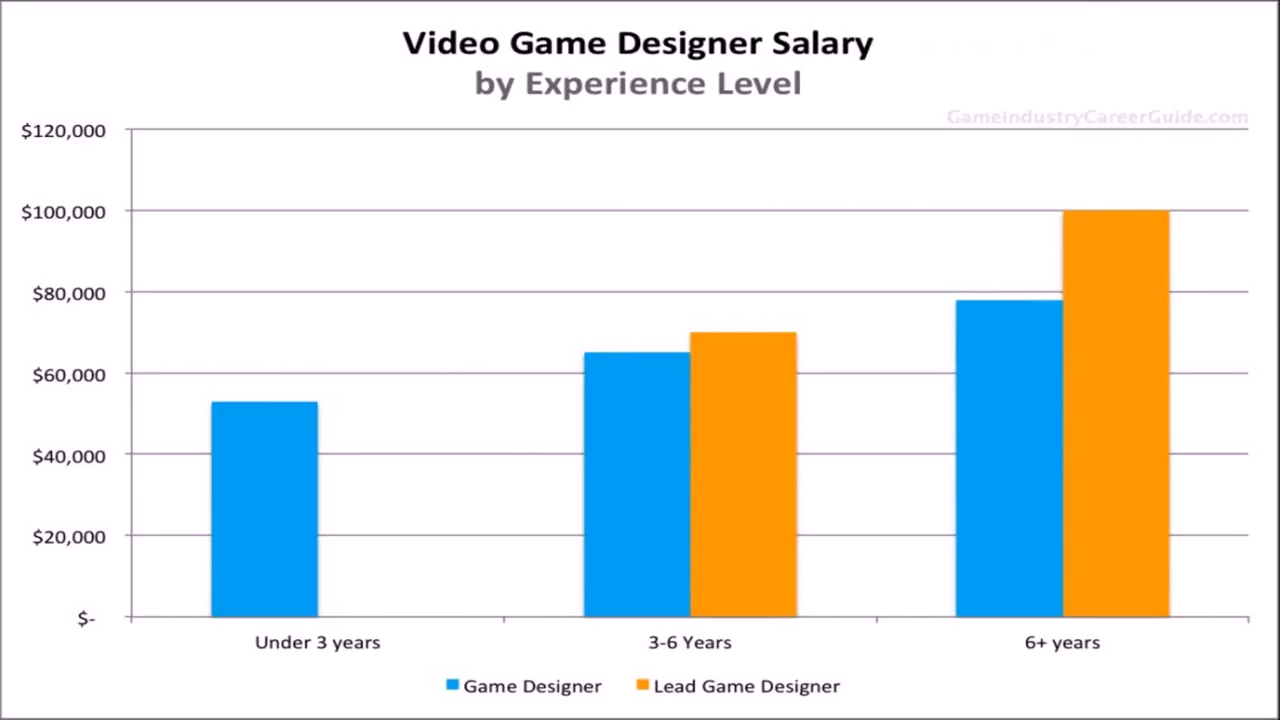 Video Game Designer Salary
by Experience Level
GameIndustryCareerGuide.com
$120,000
$100,000
$80,000
$60,000
$40,000
$20,000
$-
Under 3 years
3-6 Years
6+ years
Game Designer
Lead Game Designer